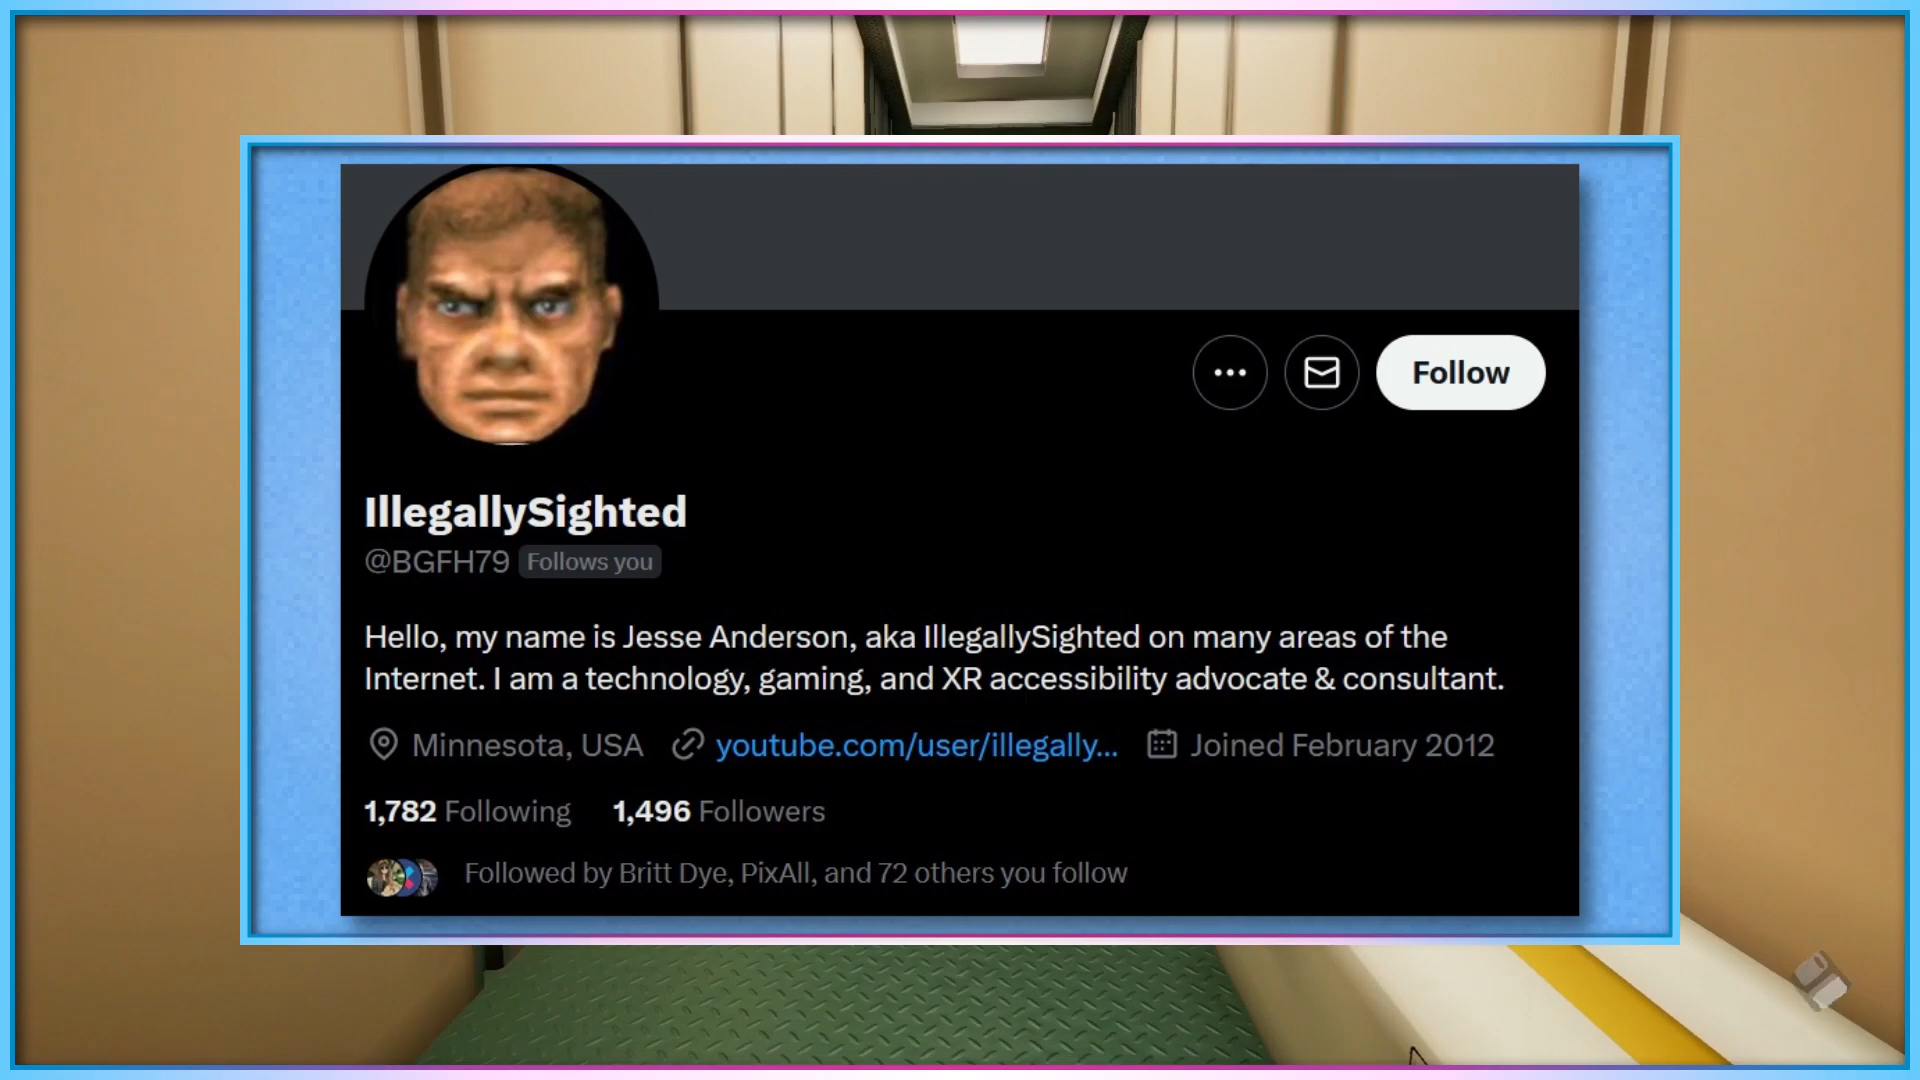 Follow
IllegallySighted
@BGFH79 Follows you
Hello, my name is Jesse Anderson, aka IllegallySighted on many areas of the
Internet. I am a technology, gaming, and XR accessibility advocate & consultant.
Minnesota, USA youtube.com/user/illegally... Joined February 2012
1,782 Following 1,496 Followers
Followed by Britt Dye, PixAll, and 72 others you follow